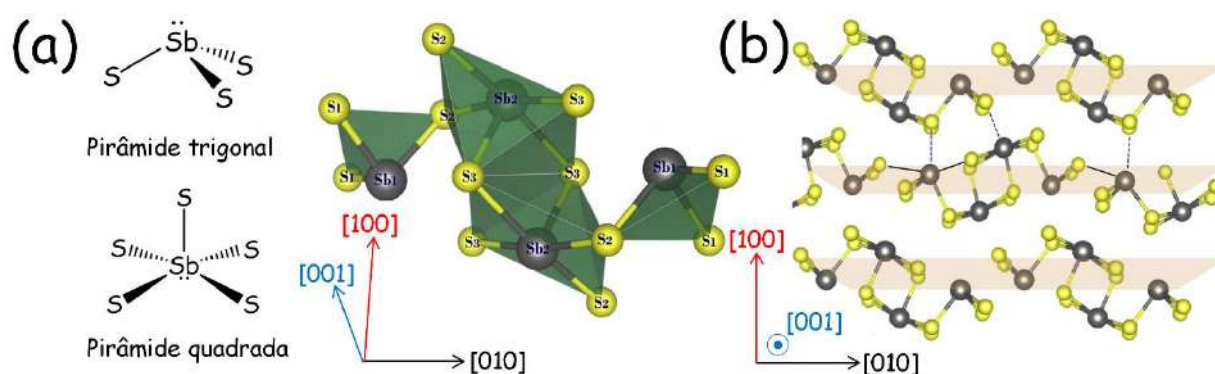 (a)
S̈b
S
S
S
Pirâmide trigonal
S
S
S
Sb
S
S
Pirâmide quadrada
S2
Sb2
S3
S1
S2
S1
Sb1
S3
S3
Sb1
S1
S3
Sb2
S2
S1
S2
[100]
[001]
[010]
(b)
[100]
[001]
[010]